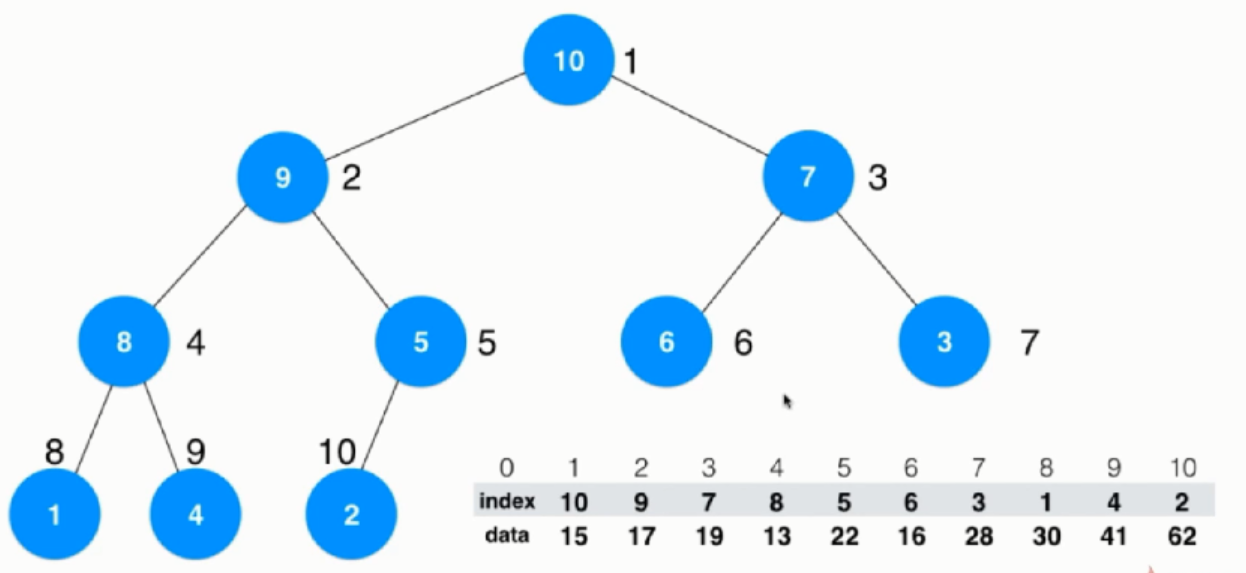 10 1
9 2 7 3
8 4 5 5 6 6 3 7
8 9 10
1 4 2
0 1 2 3 4 5 6 7 8 9 10
index 10 9 7 8 5 6 3 1 4 2
data 15 17 19 13 22 16 28 30 41 62